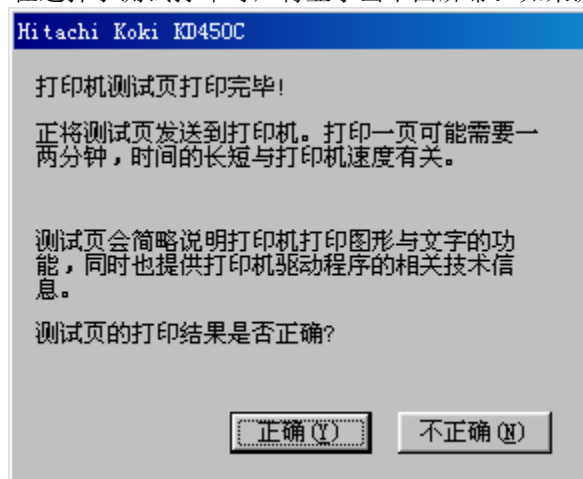 Hitachi Koki KD450C
打印机测试页打印完毕!
正将测试页发送到打印机。打印一页可能需要一
两分钟，时间的长短与打印机速度有关。
测试页会简略说明打印机打印图形与文字的功
能，同时也提供打印机驱动程序的相关技术信
息。
测试页的打印结果是否正确?
正确(Y)
不正确(N)